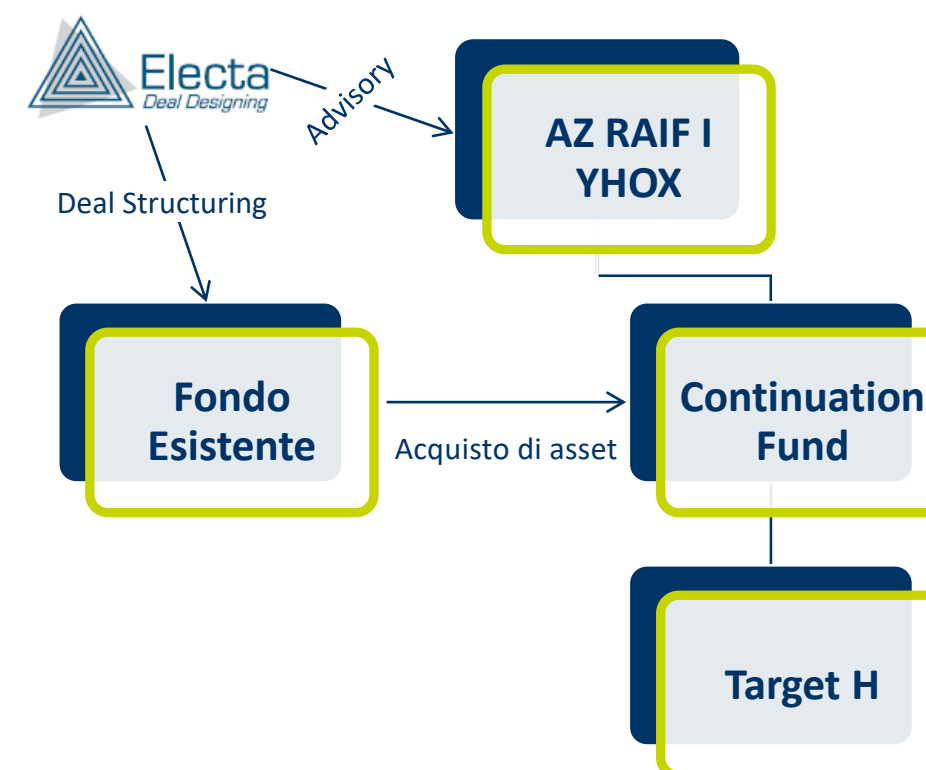 Electa
Deal Designing
Advisory
AZ RAIF I
YHOX
Deal Structuring
Fondo
Esistente
Acquisto di asset
Continuation
Fund
Target H